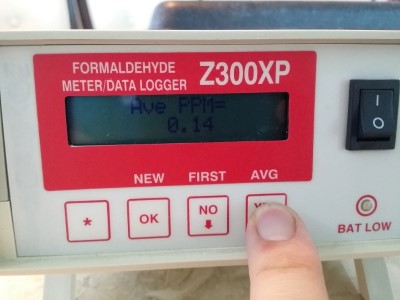 FORMALDEHYDE
METER/DATA LOGGER
Z300XP
Ave PPM=
0.14
NEW FIRST AVG
* OK NO
BAT LOW